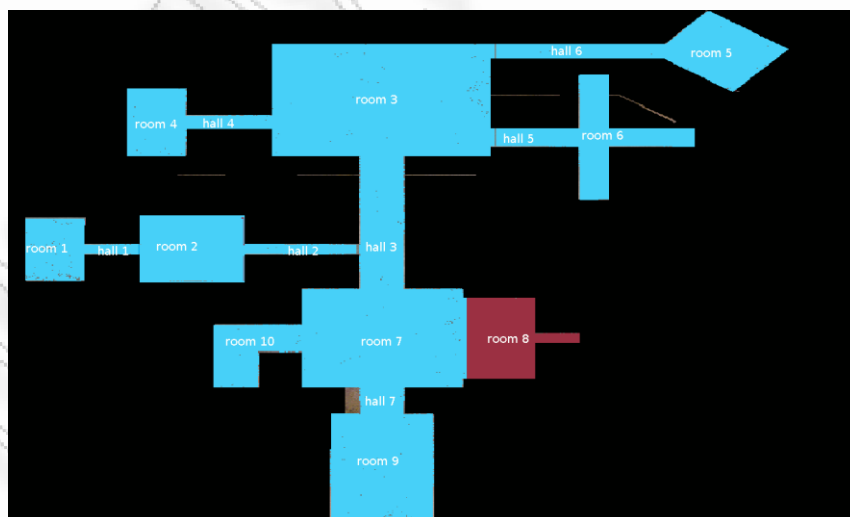 hall 6
room 5
room 3
room 4
hall 4
room 6
hall 5
room 1
hall 1
room 2
hall 2
hall 3
room 10
room 7
room 8
hall 7
room 9